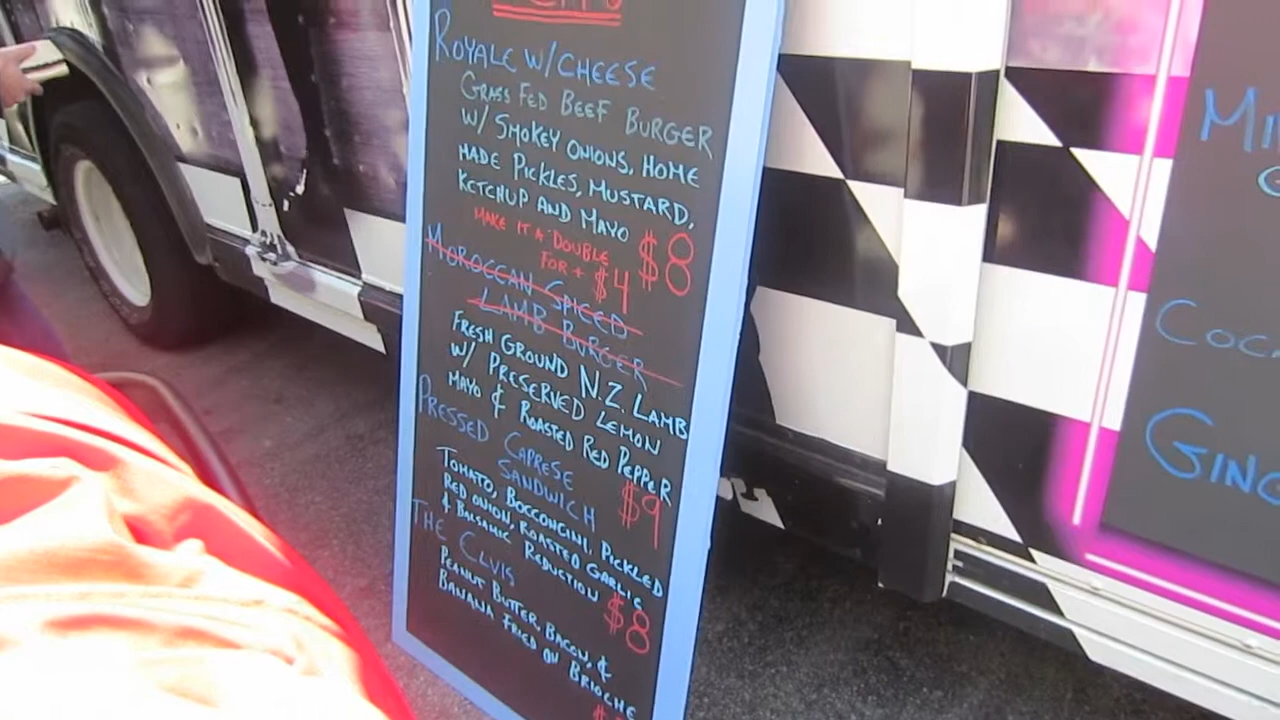 ROYALE W/CHEESE
GRASS FED BEEF BURGER
W/ SMOKEY ONIONS, HOME
MADE PICKLES, MUSTARD,
KETCHUP AND MAYO $8
MAKE IT A DOUBLE
FOR + $4
MOROCCAN SPICED
LAMB BURGER
FRESH GROUND N.Z. LAMB
W/ PRESERVED LEMON
MAYO & ROASTED RED PEPPER
$9
PRESSED CAPRESE
SANDWICH
TOMATO, BOCCONCINI, PICKLED
RED ONION, ROASTED GARLIC
& BALSAMIC REDUCTION $8
THE ELVIS
PEANUT BUTTER, BACON, &
BANANA FRIED ON BRIOCHE